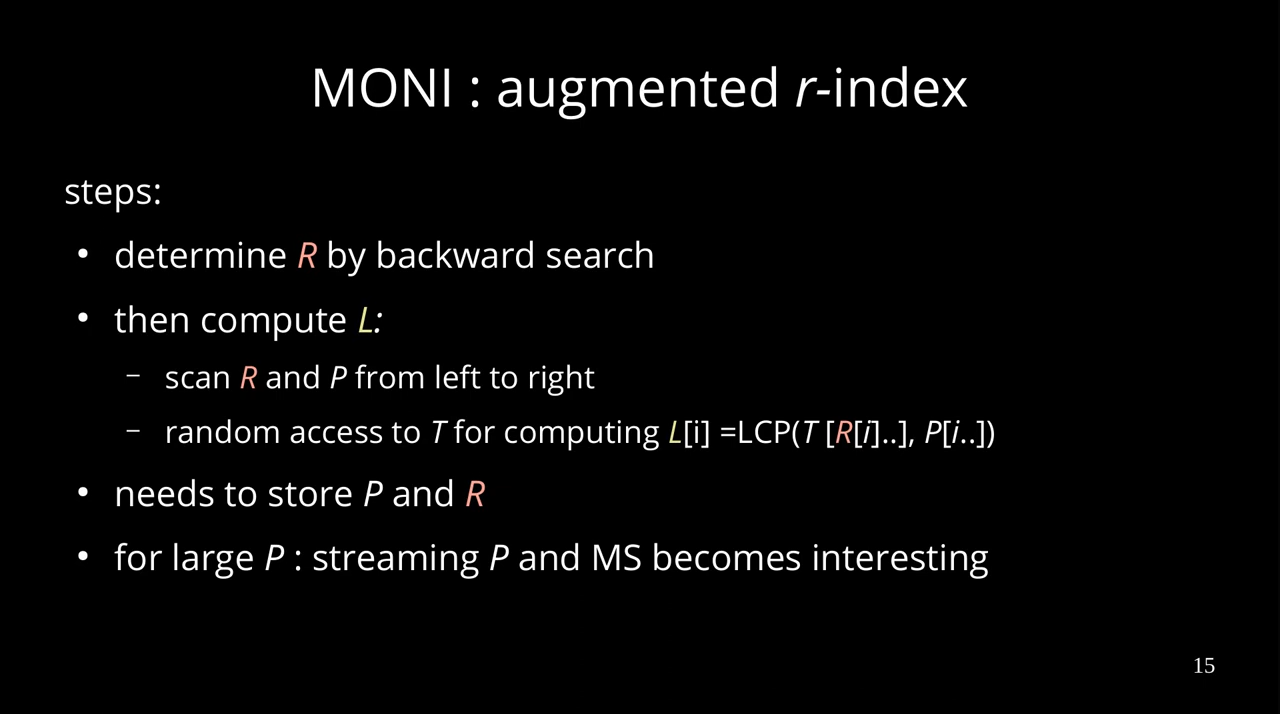 MONI : augmented r-index
steps:
• determine R by backward search
• then compute L:
– scan R and P from left to right
– random access to T for computing L[i] =LCP(T [R[i]..], P[i..])
• needs to store P and R
• for large P : streaming P and MS becomes interesting
15